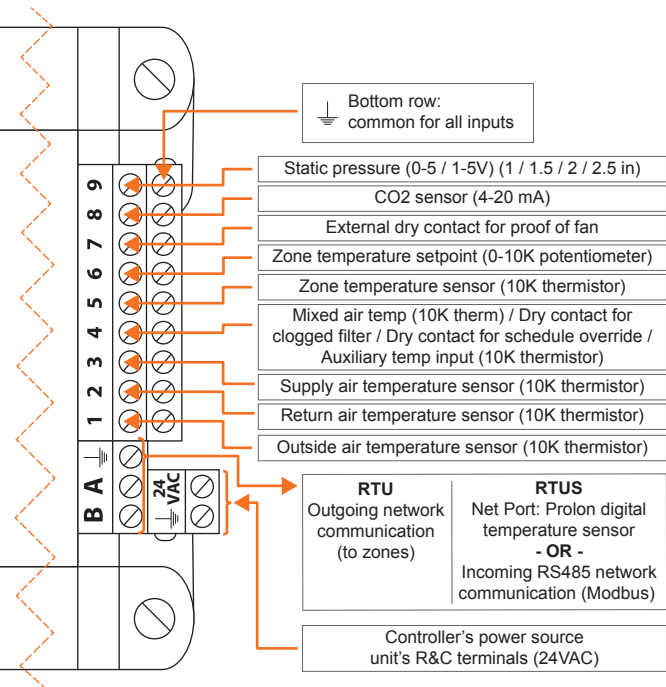 Bottom row:
common for all inputs
Static pressure (0-5 / 1-5V) (1 / 1.5 / 2 / 2.5 in)
CO2 sensor (4-20 mA)
External dry contact for proof of fan
Zone temperature setpoint (0-10K potentiometer)
Zone temperature sensor (10K thermistor)
Mixed air temp (10K therm) / Dry contact for
clogged filter / Dry contact for schedule override /
Auxiliary temp input (10K thermistor)
Supply air temperature sensor (10K thermistor)
Return air temperature sensor (10K thermistor)
Outside air temperature sensor (10K thermistor)
9
8
7
6
5
4
3
2
1
A
B
24
VAC
RTU
Outgoing network
communication
(to zones)
RTUS
Net Port: Prolon digital
temperature sensor
- OR -
Incoming RS485 network
communication (Modbus)
Controller's power source
unit's R&C terminals (24VAC)